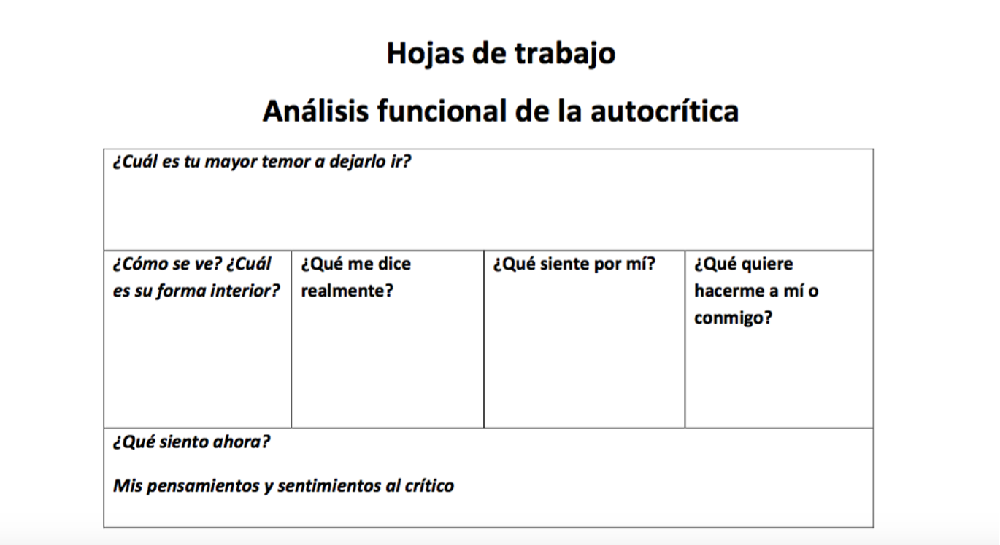 Hojas de trabajo
Análisis funcional de la autocrítica
¿Cuál es tu mayor temor a dejarlo ir?
¿Cómo se ve? ¿Cuál
es su forma interior?
¿Qué me dice
realmente?
¿Qué siente por mí?
¿Qué quiere
hacerme a mí o
conmigo?
¿Qué siento ahora?
Mis pensamientos y sentimientos al crítico